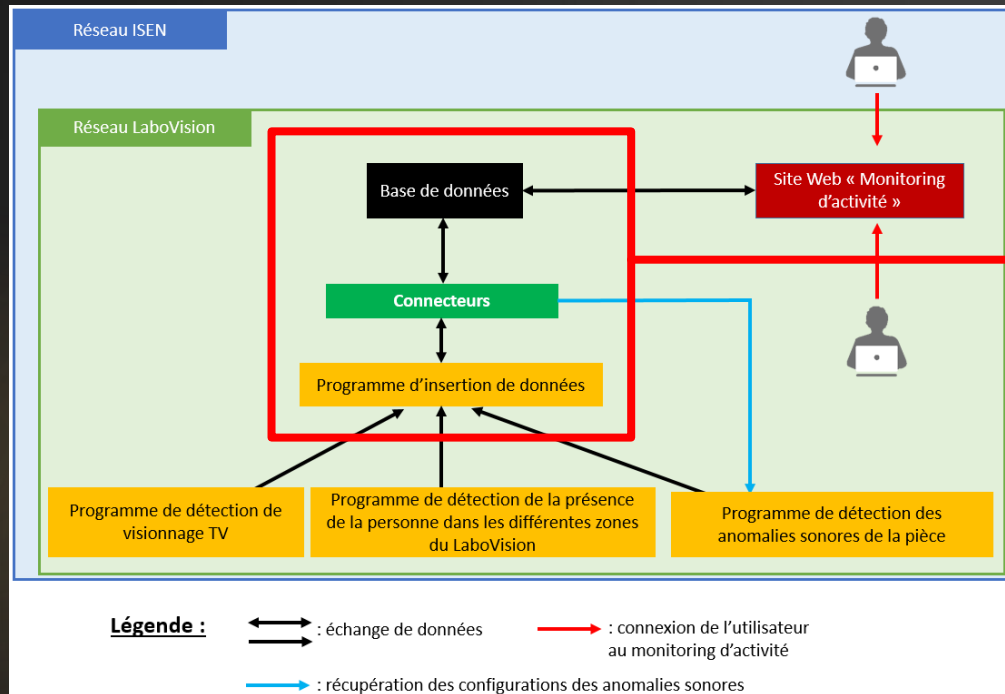 Réseau ISEN
Réseau LaboVision
Base de données
Site Web « Monitoring
d’activité »
Connecteurs
Programme d’insertion de données
Programme de détection de
visionnage TV
Programme de détection de la présence
de la personne dans les différentes zones
du LaboVision
Programme de détection des
anomalies sonores de la pièce
Légende :
: échange de données
: connexion de l’utilisateur
au monitoring d’activité
: récupération des configurations des anomalies sonores